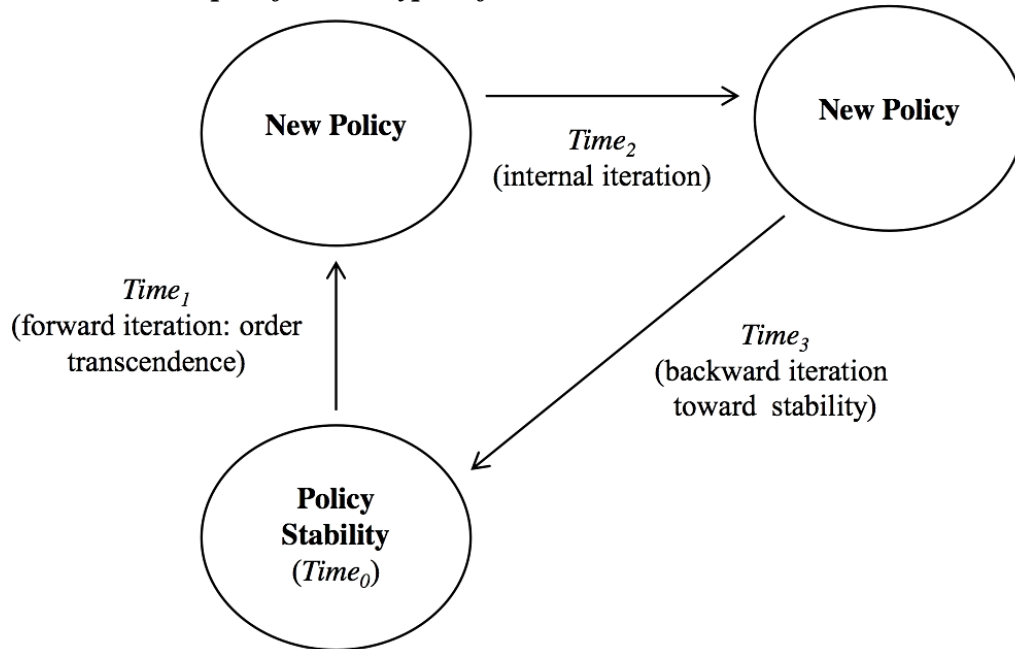 New Policy
New Policy
Time₂
(internal iteration)
Time₁
(forward iteration: order
transcendence)
Time₃
(backward iteration
toward stability)
Policy
Stability
(Time₀)